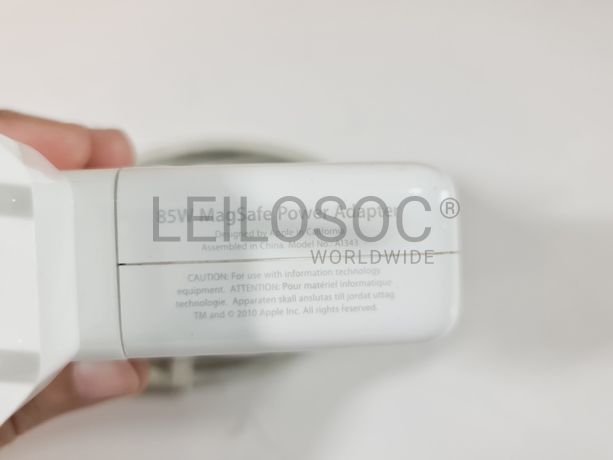 85W MagSafe Power Adapter
LEILOSOC®
Designed by Apple in California
Assembled in China Model No: A1343
WORLDWIDE
CAUTION: For use with information technology
equipment. ATTENTION: Pour matériel informatique
technologie. Apparaten skall anslutas till jordat uttag.
TM and © 2010 Apple Inc. All rights reserved.